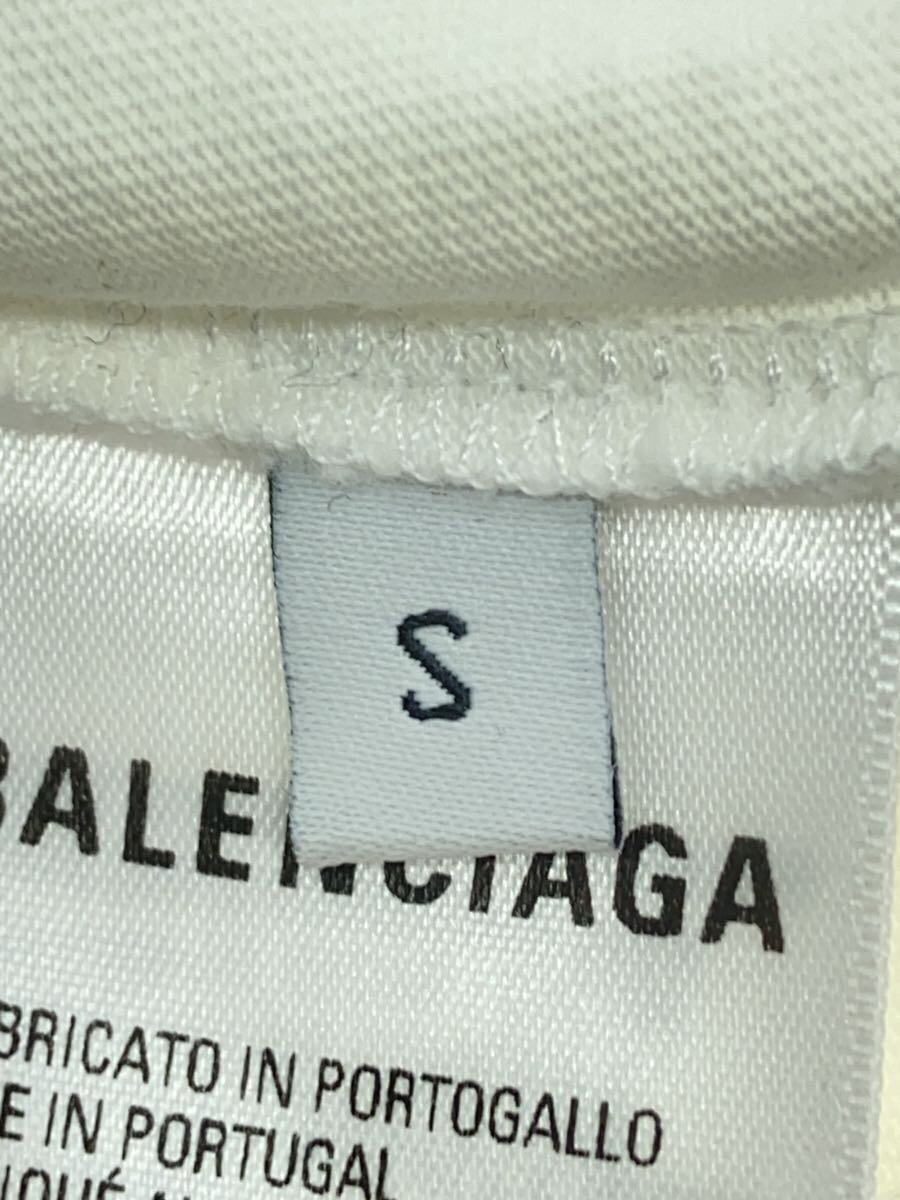 S
BALENCIAGA
BRICATO IN PORTOGALLO
E IN PORTUGAL